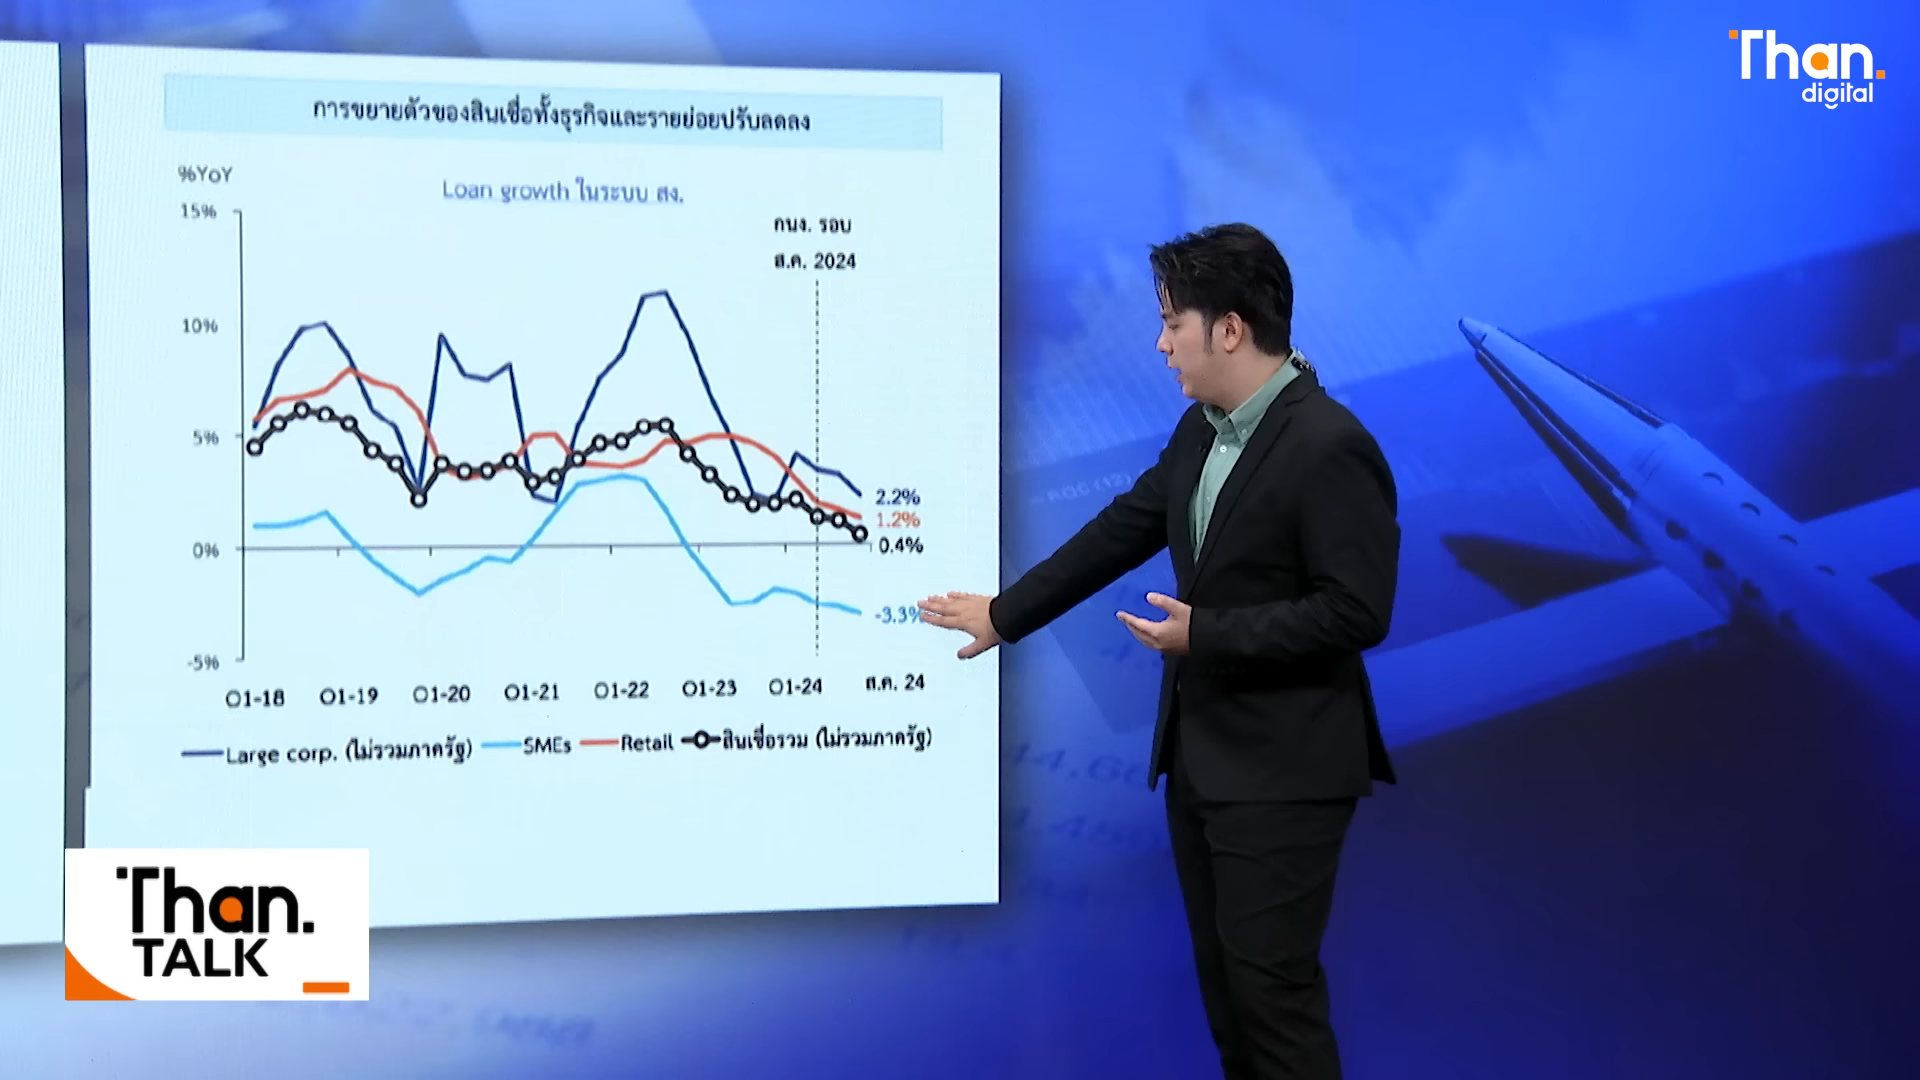 Than.
digital
การขยายตัวของสินเชื่อทั้งธุรกิจและรายย่อยปรับลดลง
%YoY
Loan growth ในระบบ สง.
15%
กนง. รอบ
ส.ค. 2024
10%
5%
2.2%
1.2%
0%
0.4%
-3.3%
-5%
Q1-18 Q1-19 Q1-20 Q1-21 Q1-22 Q1-23 Q1-24 ส.ค. 24
Large corp. (ไม่รวมภาครัฐ) SMEs Retail สินเชื่อรวม (ไม่รวมภาครัฐ)
Than.
TALK